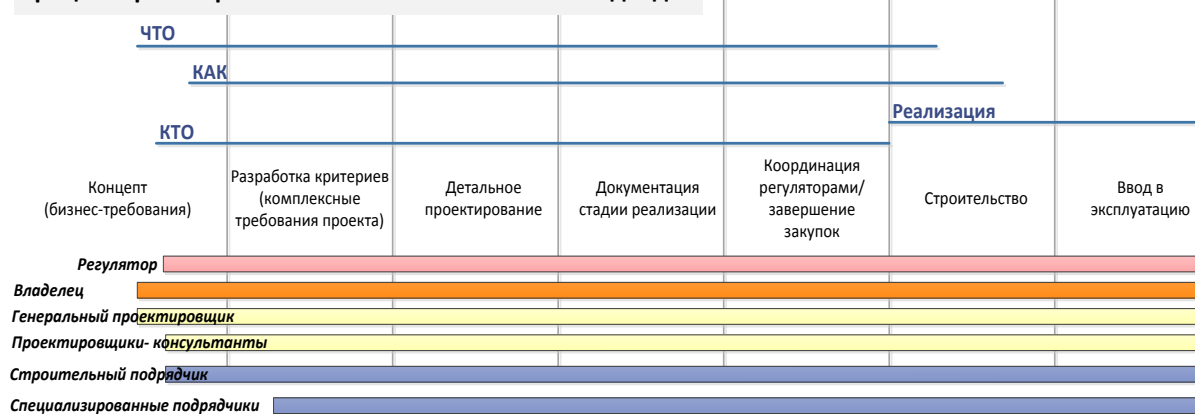 ЧТО
КАК
Реализация
КТО
Концепт
(бизнес-требования)
Разработка критериев
(комплексные
требования проекта)
Детальное
проектирование
Документация
стадии реализации
Координация
регуляторами/
завершение
закупок
Строительство
Ввод в
эксплуатацию
Регулятор
Владелец
Генеральный проектировщик
Проектировщики- консультанты
Строительный подрядчик
Специализированные подрядчики